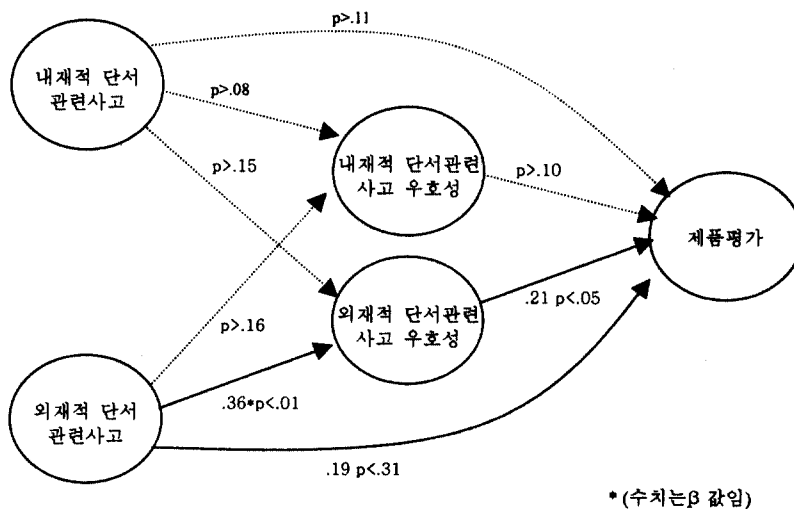 p>.11
내재적 단서
관련사고
p>.08
p>.15
내재적 단서관련
사고 우호성
p>.10
제품평가
외재적 단서관련
사고 우호성
.21 p<.05
p>.16
외재적 단서
관련사고
.36*p<.01
.19 p<.31
* (수치는β 값임)